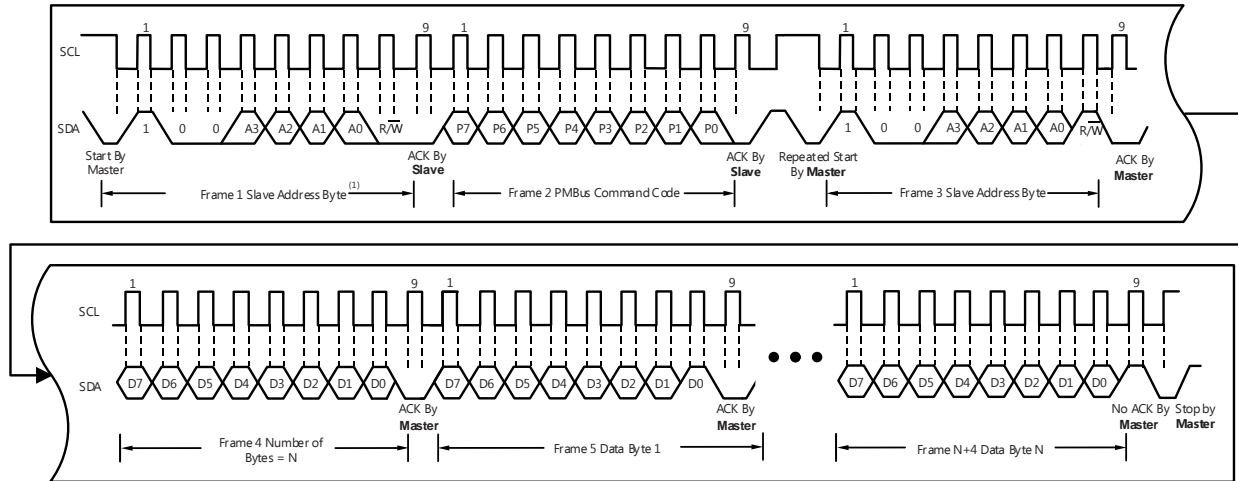 1 9 1 9 1 9
SCL
SDA 1 0 0 A3 A2 A1 A0 R/W P7 P6 P5 P4 P3 P2 P1 P0 1 0 0 A3 A2 A1 A0 R/W
Start By
Master
ACK By
Slave
ACK By
Slave
Repeated Start
By Master
ACK By
Master
Frame 1 Slave Address Byte (1)
Frame 2 PMBus Command Code
Frame 3 Slave Address Byte
1 9 1 9 1 9
SCL
SDA D7 D6 D5 D4 D3 D2 D1 D0 D7 D6 D5 D4 D3 D2 D1 D0 D7 D6 D5 D4 D3 D2 D1 D0
ACK By
Master
ACK By
Master
No ACK By
Master
Stop by
Master
Frame 4 Number of
Bytes = N
Frame 5 Data Byte 1
Frame N+4 Data Byte N